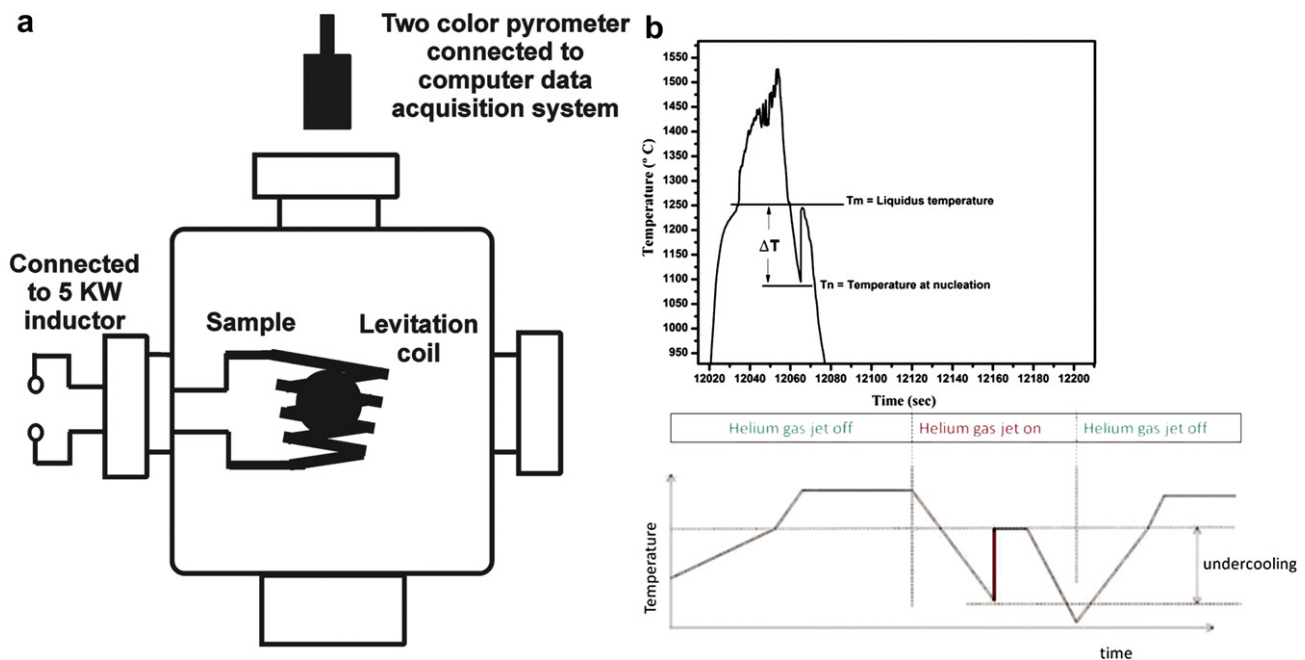 a
Two color pyrometer
connected to
computer data
acquisition system
Connected
to 5 KW
inductor
Sample
Levitation
coil
b
Temperature (° C)
1550
1500
1450
1400
1350
1300
1250
1200
1150
1100
1050
1000
950
Tm = Liquidus temperature
ΔT
Tn = Temperature at nucleation
12020 12040 12060 12080 12100 12120 12140 12160 12180 12200
Time (sec)
Helium gas jet off
Helium gas jet on
Helium gas jet off
Temperature
undercooling
time